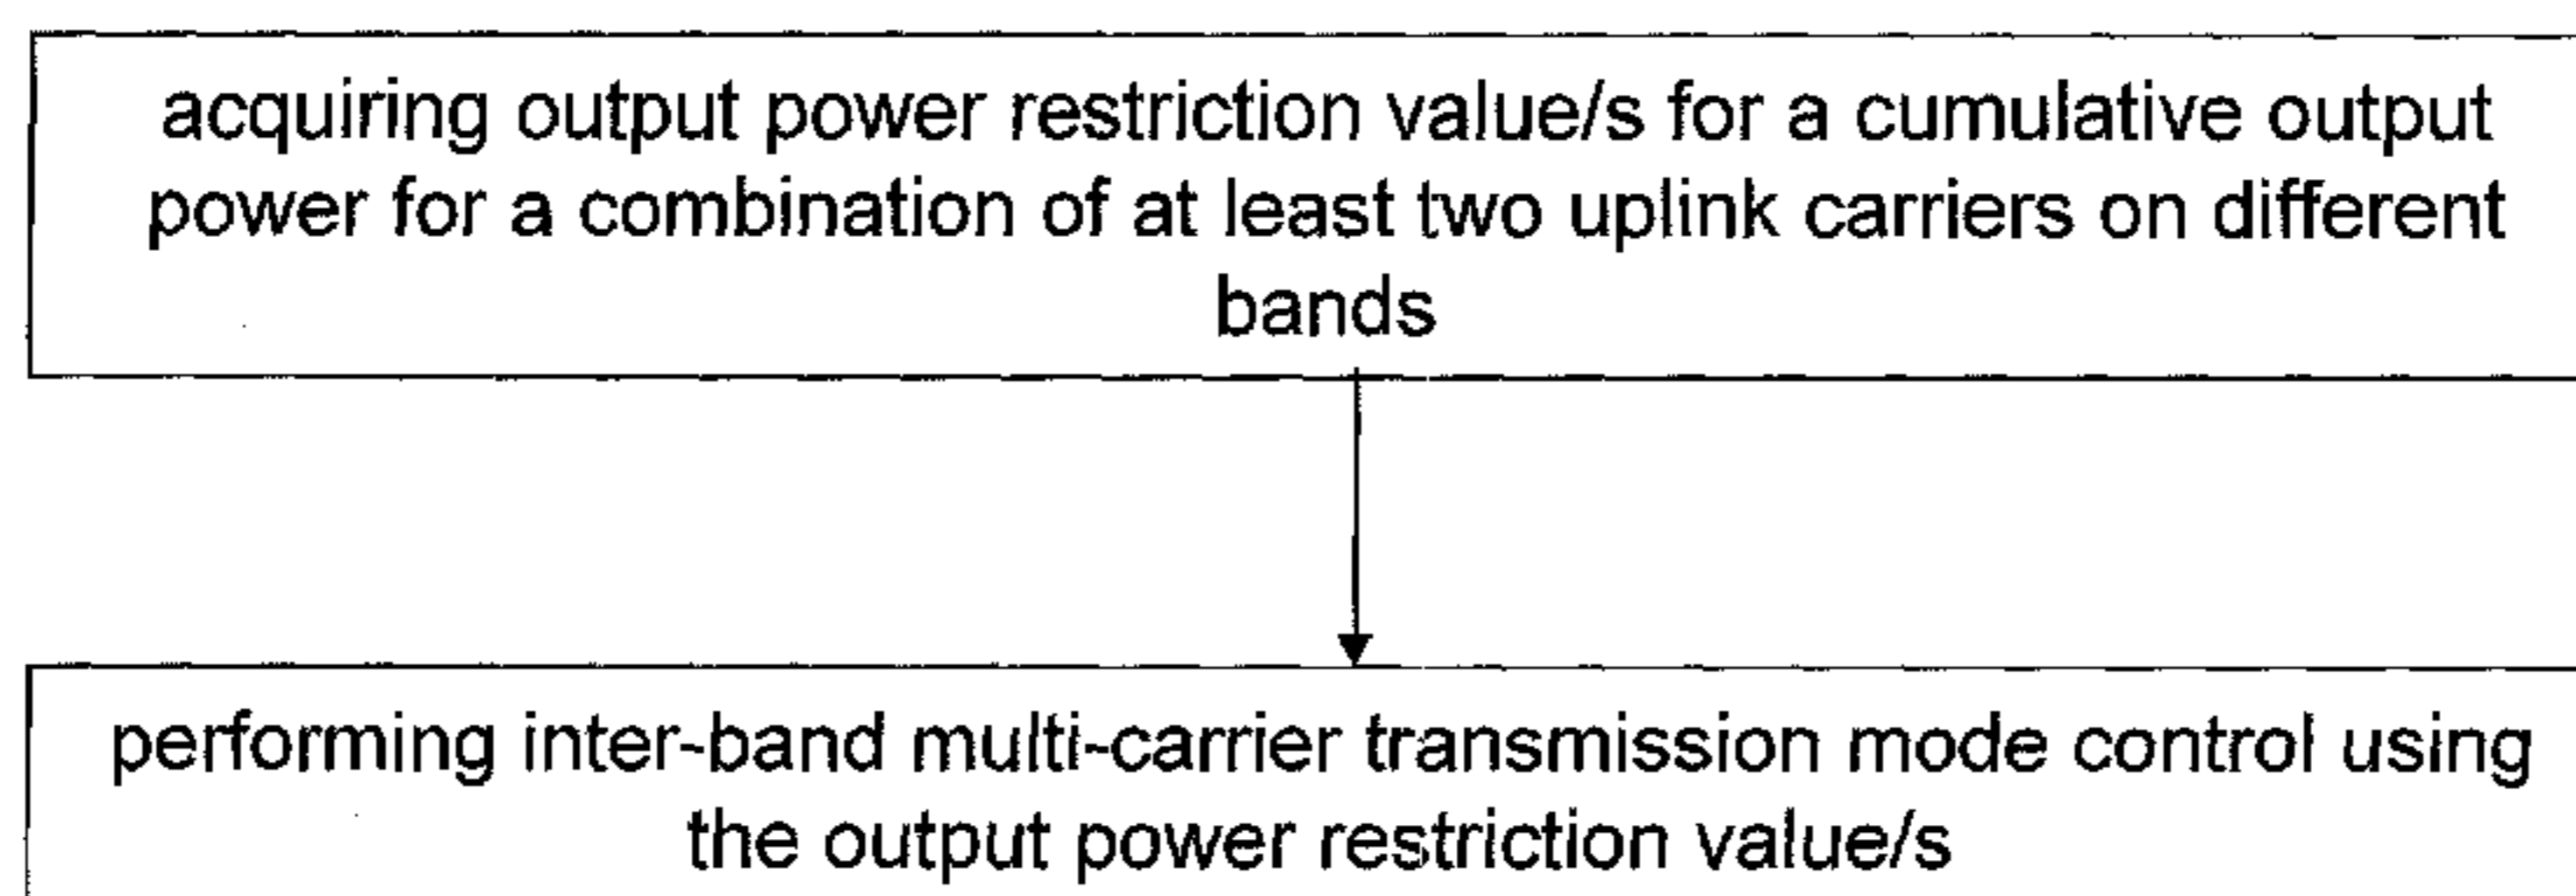 acquiring output power restriction value/s for a cumulative output
power for a combination of at least two uplink carriers on different
bands
performing inter-band multi-carrier transmission mode control using
the output power restriction value/s